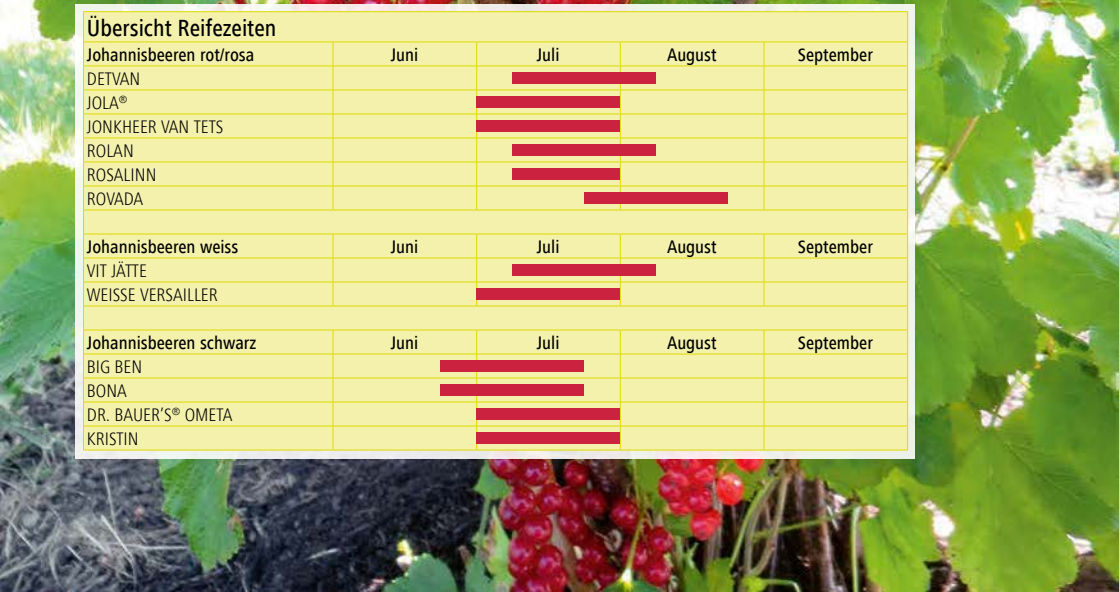 Übersicht Reifezeiten
Johannisbeeren rot/rosa Juni Juli August September
DETVAN
JOLA®
JONKHEER VAN TETS
ROLAN
ROSALINN
ROVADA
Johannisbeeren weiss Juni Juli August September
VIT JÄTTE
WEISSE VERSAILLER
Johannisbeeren schwarz Juni Juli August September
BIG BEN
BONA
DR. BAUER'S® OMETA
KRISTIN